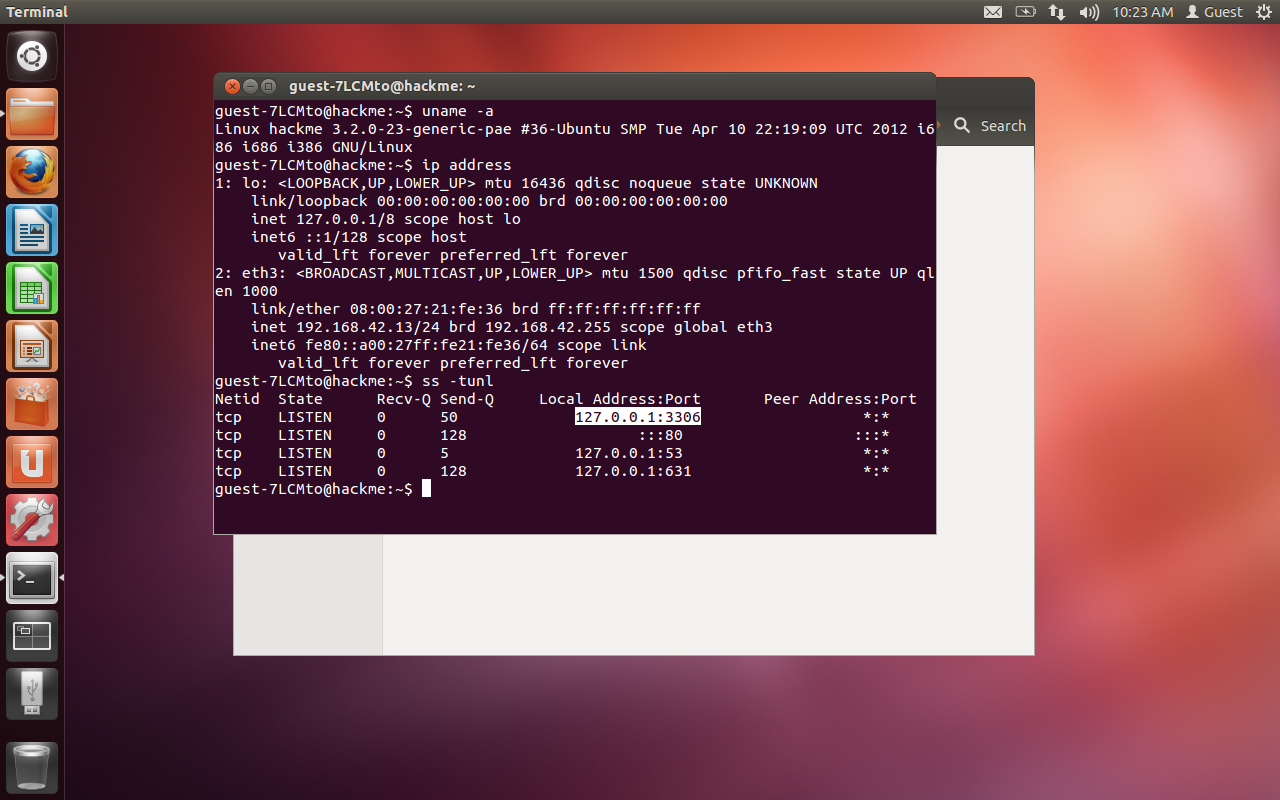 Terminal 10:23 AM Guest
guest-7LCMto@hackme: ~
Search
guest-7LCMto@hackme:~$ uname -a
Linux hackme 3.2.0-23-generic-pae #36-Ubuntu SMP Tue Apr 10 22:19:09 UTC 2012 i6
86 i686 i386 GNU/Linux
guest-7LCMto@hackme:~$ ip address
1: lo: <LOOPBACK,UP,LOWER_UP> mtu 16436 qdisc noqueue state UNKNOWN
    link/loopback 00:00:00:00:00:00 brd 00:00:00:00:00:00
    inet 127.0.0.1/8 scope host lo
    inet6 ::1/128 scope host
       valid_lft forever preferred_lft forever
2: eth3: <BROADCAST,MULTICAST,UP,LOWER_UP> mtu 1500 qdisc pfifo_fast state UP ql
en 1000
    link/ether 08:00:27:21:fe:36 brd ff:ff:ff:ff:ff:ff
    inet 192.168.42.13/24 brd 192.168.42.255 scope global eth3
    inet6 fe80::a00:27ff:fe21:fe36/64 scope link
       valid_lft forever preferred_lft forever
guest-7LCMto@hackme:~$ ss -tunl
Netid  State      Recv-Q Send-Q     Local Address:Port       Peer Address:Port
tcp    LISTEN     0      50             127.0.0.1:3306                  *:*
tcp    LISTEN     0      128                   :::80                   :::*
tcp    LISTEN     0      5              127.0.0.1:53                    *:*
tcp    LISTEN     0      128            127.0.0.1:631                   *:*
guest-7LCMto@hackme:~$